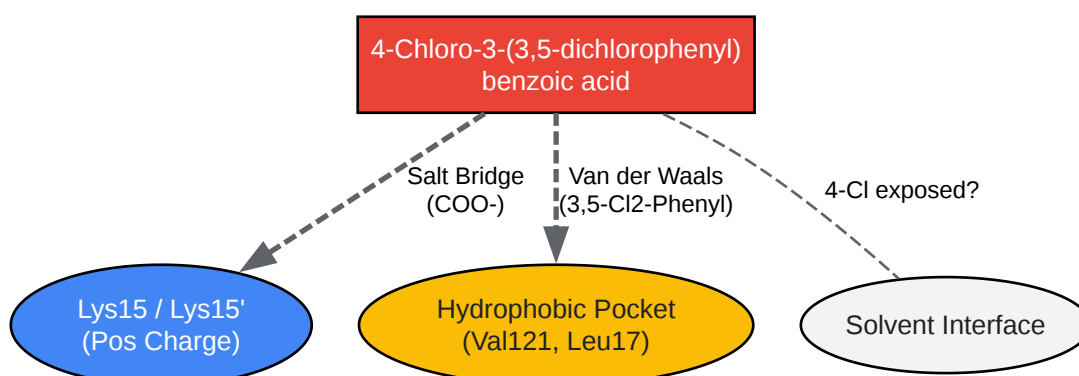 4-Chloro-3-(3,5-dichlorophenyl)
benzoic acid
Salt Bridge
(COO-)
Van der Waals
(3,5-Cl2-Phenyl)
4-Cl exposed?
Lys15 / Lys15'
(Pos Charge)
Hydrophobic Pocket
(Val121, Leu17)
Solvent Interface